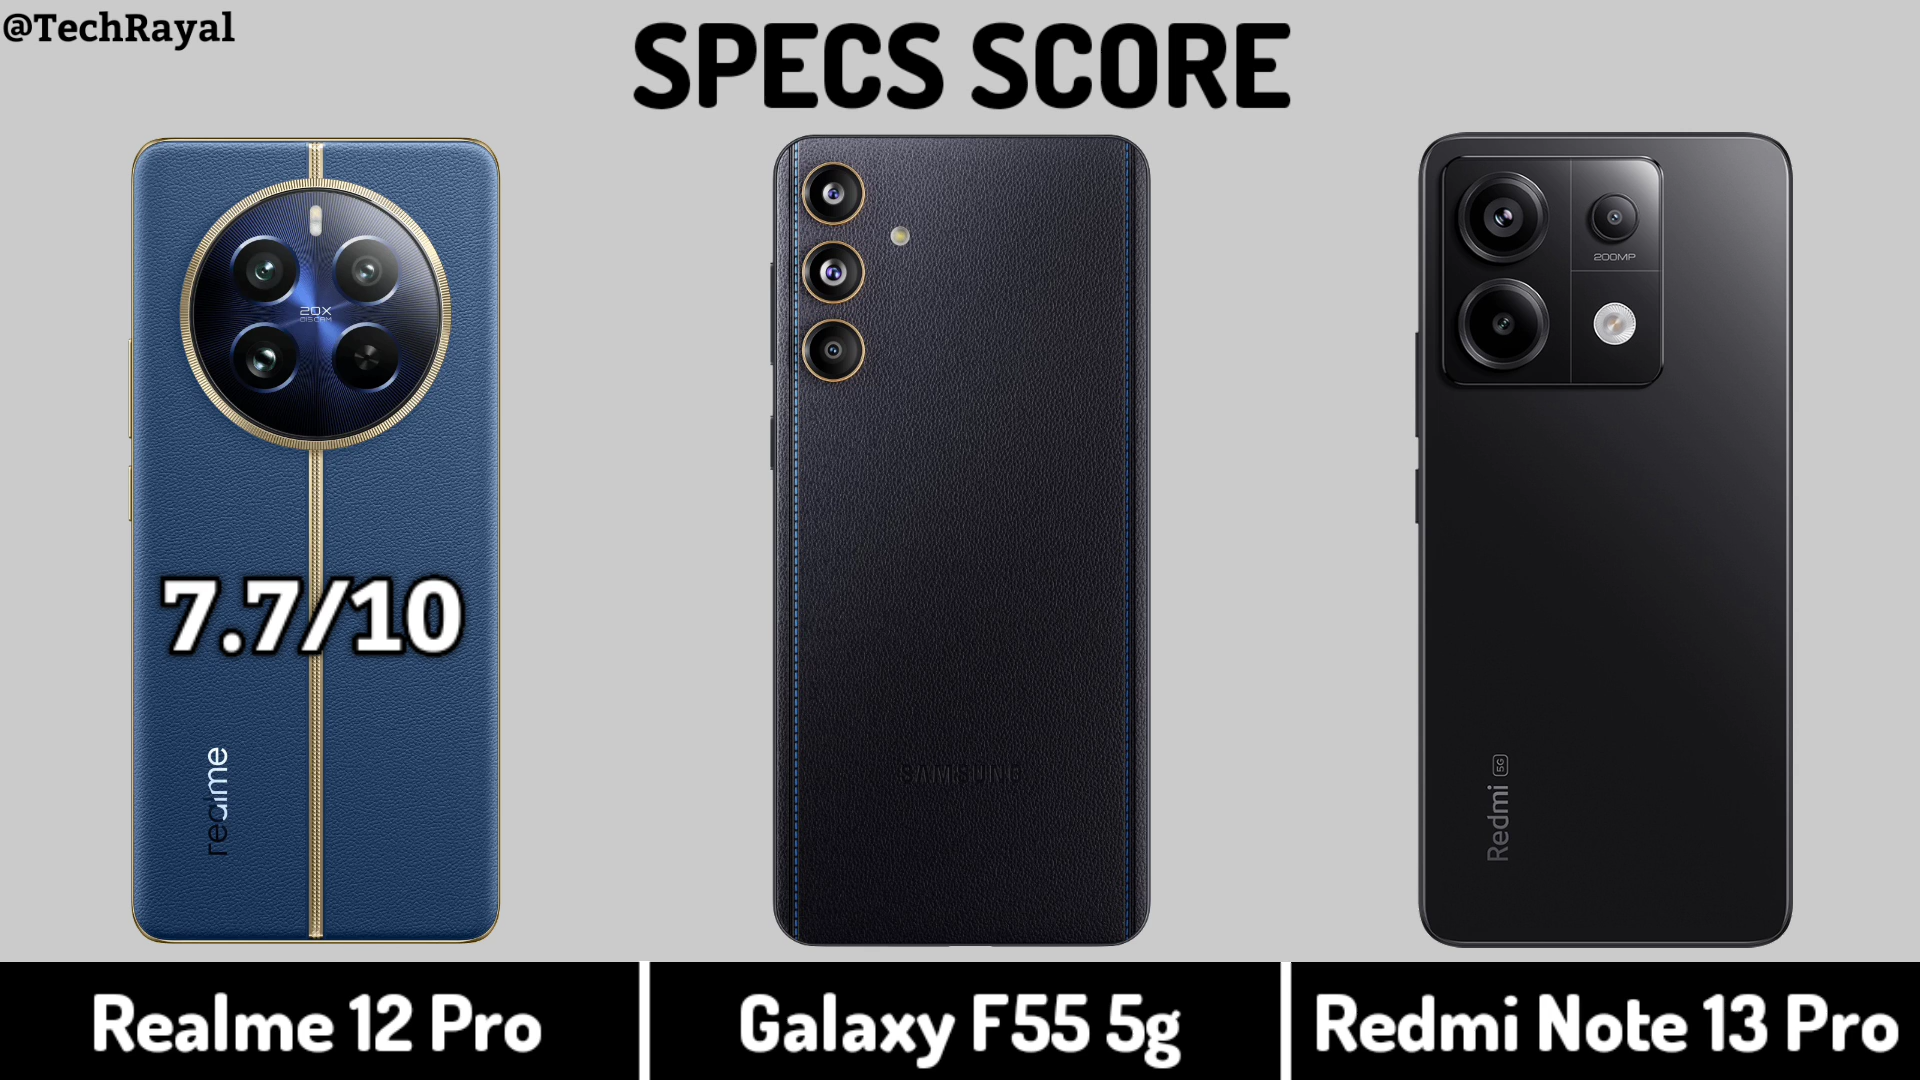 @TechRayal
SPECS SCORE
20X
200MP
7.7/10
realme
SAMSUNG
Redmi 5G
Realme 12 Pro
Galaxy F55 5g
Redmi Note 13 Pro